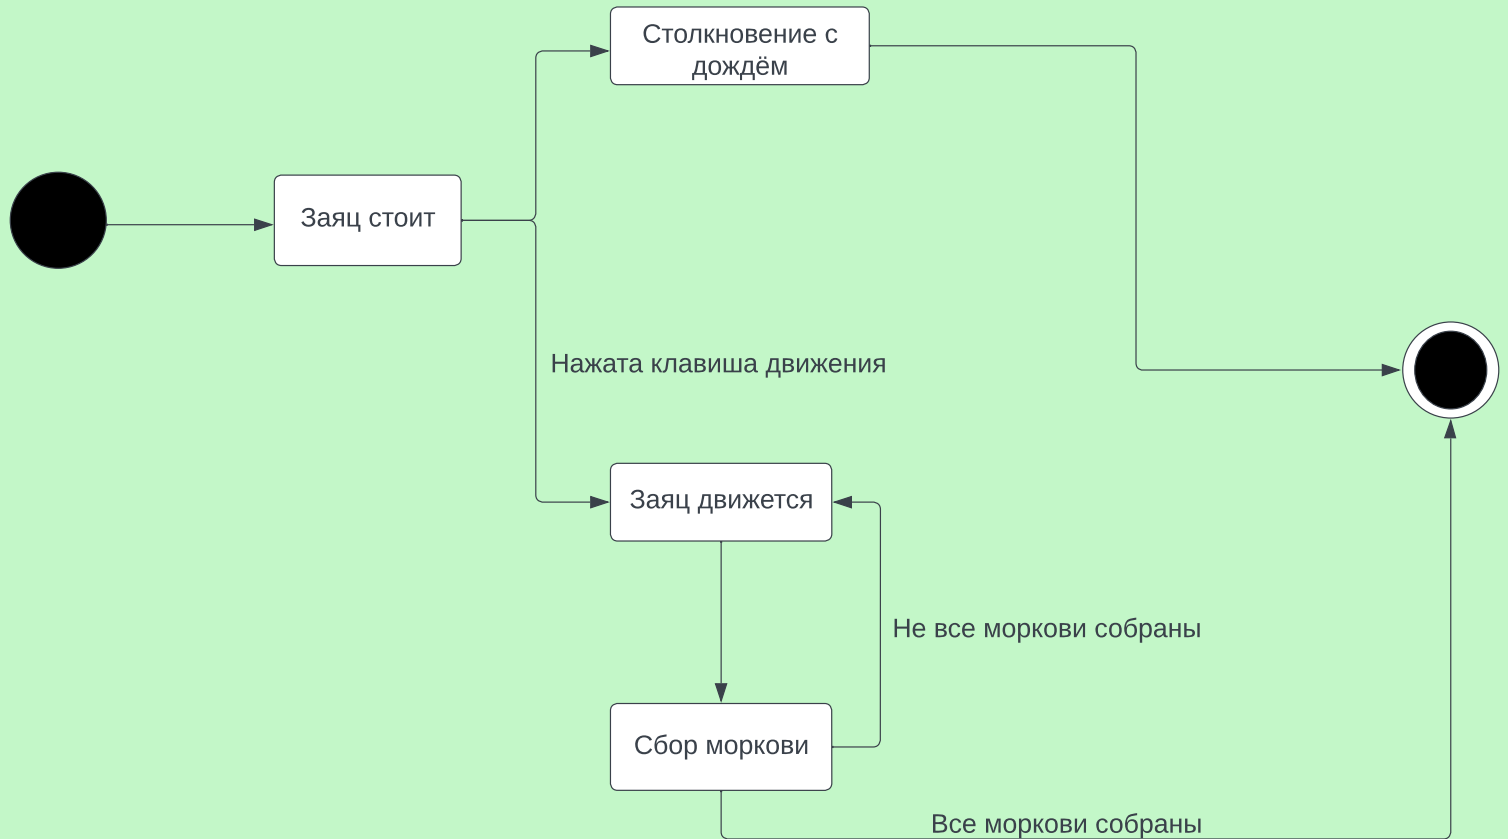 Столкновение с
дождём
Заяц стоит
Нажата клавиша движения
Заяц движется
Не все моркови собраны
Сбор моркови
Все моркови собраны